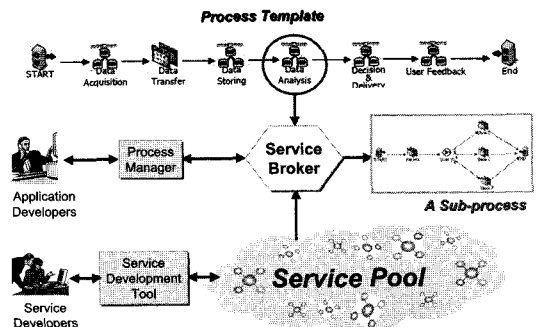 Process Template
START
Data
Acquisition
Data
Transfer
Data
Storing
Data
Analysis
Decision
&
Delivery
User Feedback
End
Application
Developers
Process
Manager
Service
Broker
A Sub-process
Service
Developers
Service
Development
Tool
Service Pool